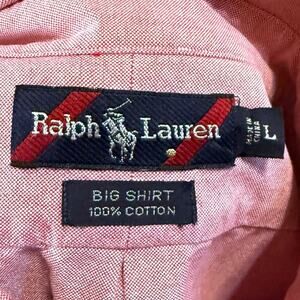 Ralph Lauren
MADE IN
CHINA
L
BIG SHIRT
100% COTTON